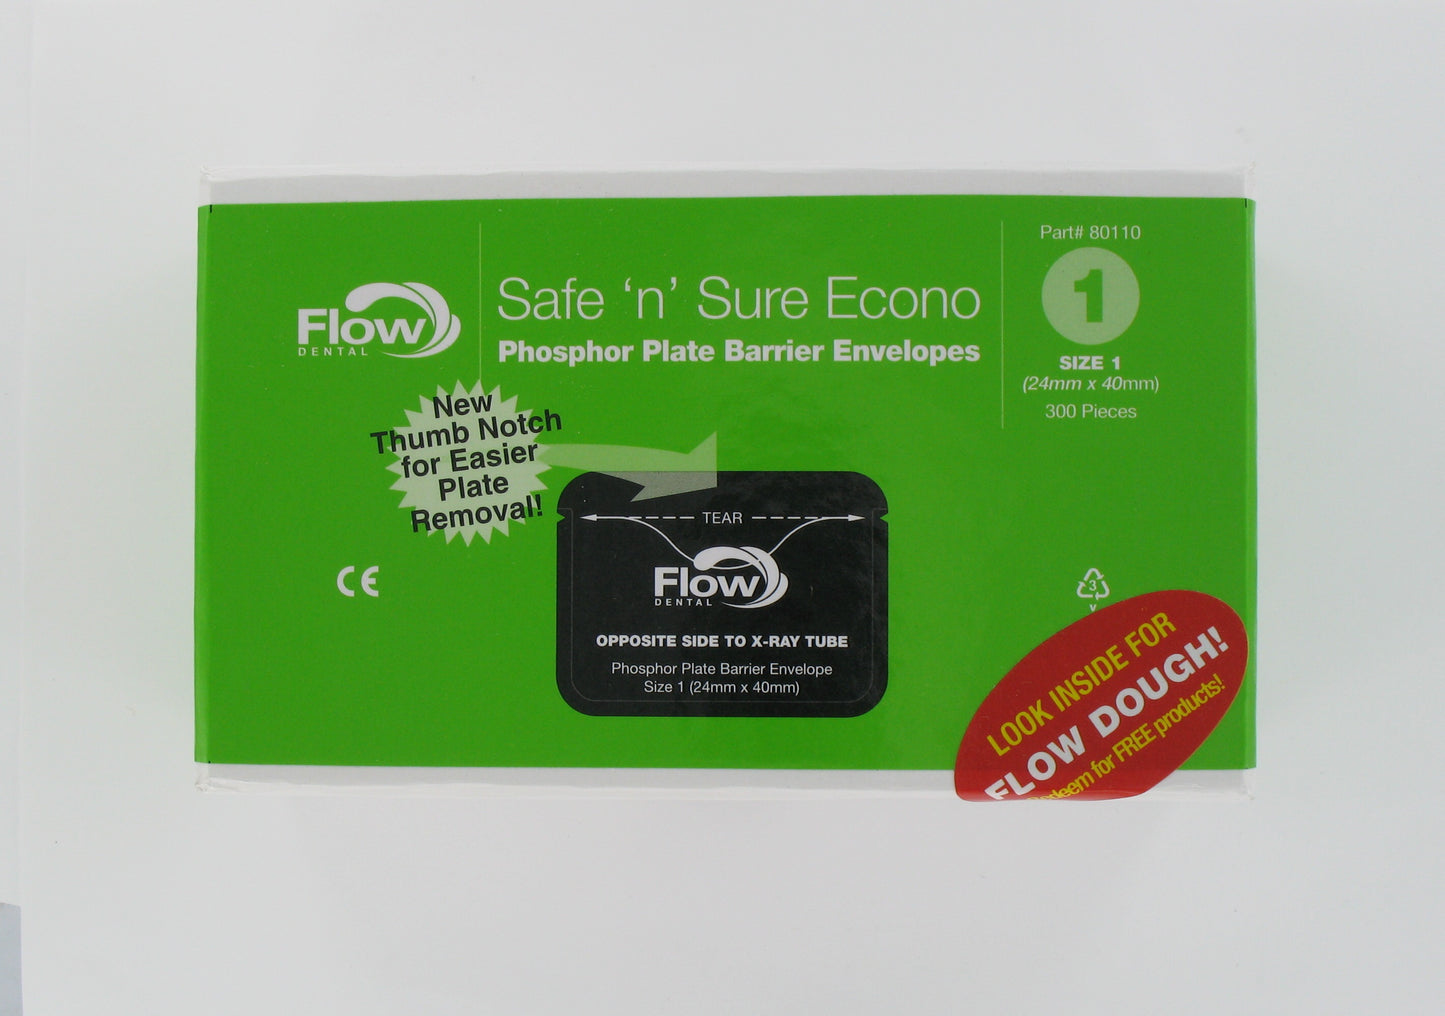 Flow
DENTAL
Safe ‘n’ Sure Econo
Phosphor Plate Barrier Envelopes
Part# 80110
1
SIZE 1
(24mm x 40mm)
300 Pieces
New
Thumb Notch
for Easier
Plate
Removal!
CE
TEAR
Flow
DENTAL
OPPOSITE SIDE TO X-RAY TUBE
Phosphor Plate Barrier Envelope
Size 1 (24mm x 40mm)
3
V
LOOK INSIDE FOR
FLOW DOUGH!
Redeem for FREE products!